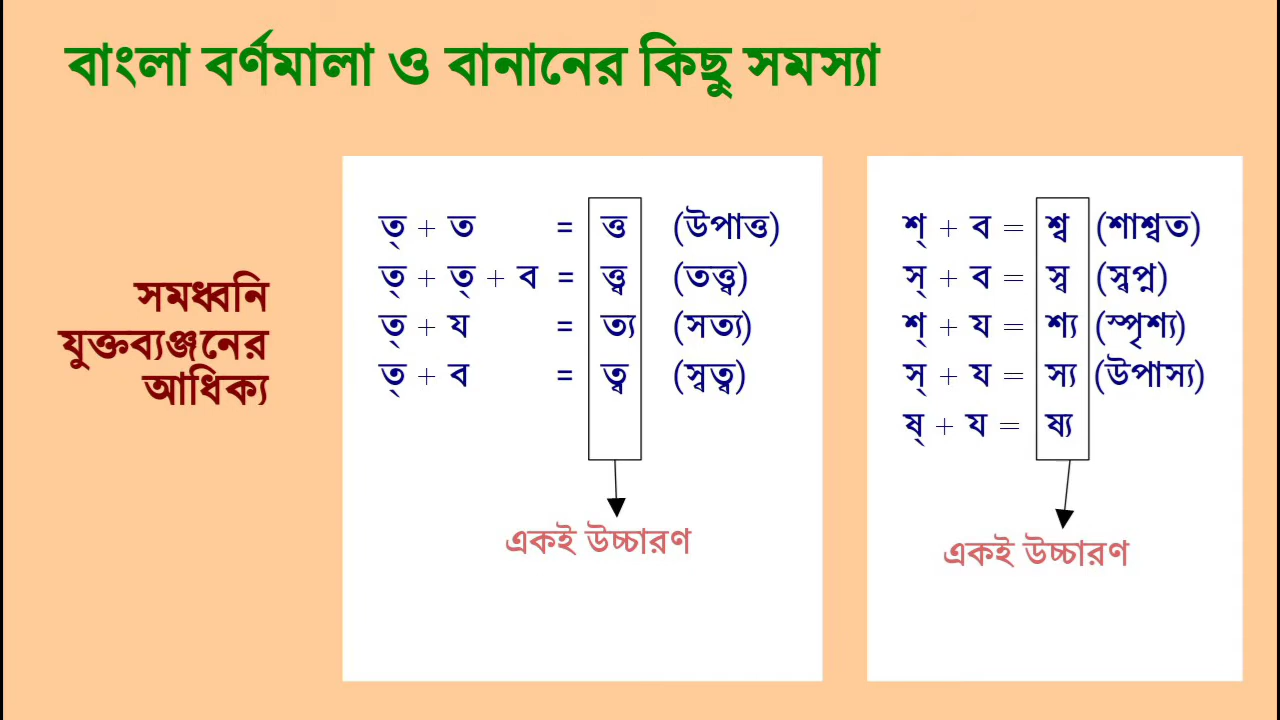 বাংলা বর্ণমালা ও বানানের কিছু সমস্যা
সমধ্বনি
যুক্তব্যঞ্জনের
আধিক্য
ত্ + ত = ত্ত (উপাত্ত)
ত্ + ত্ + ব = ত্ত্ব (তত্ত্ব)
ত্ + য = ত্য (সত্য)
ত্ + ব = ত্ব (স্বত্ব)
একই উচ্চারণ
শ্ + ব = শ্ব (শাশ্বত)
স্ + ব = স্ব (স্বপ্ন)
শ্ + য = শ্য (স্পৃশ্য)
স্ + য = স্য (উপাস্য)
ষ্ + য = ষ্য
একই উচ্চারণ